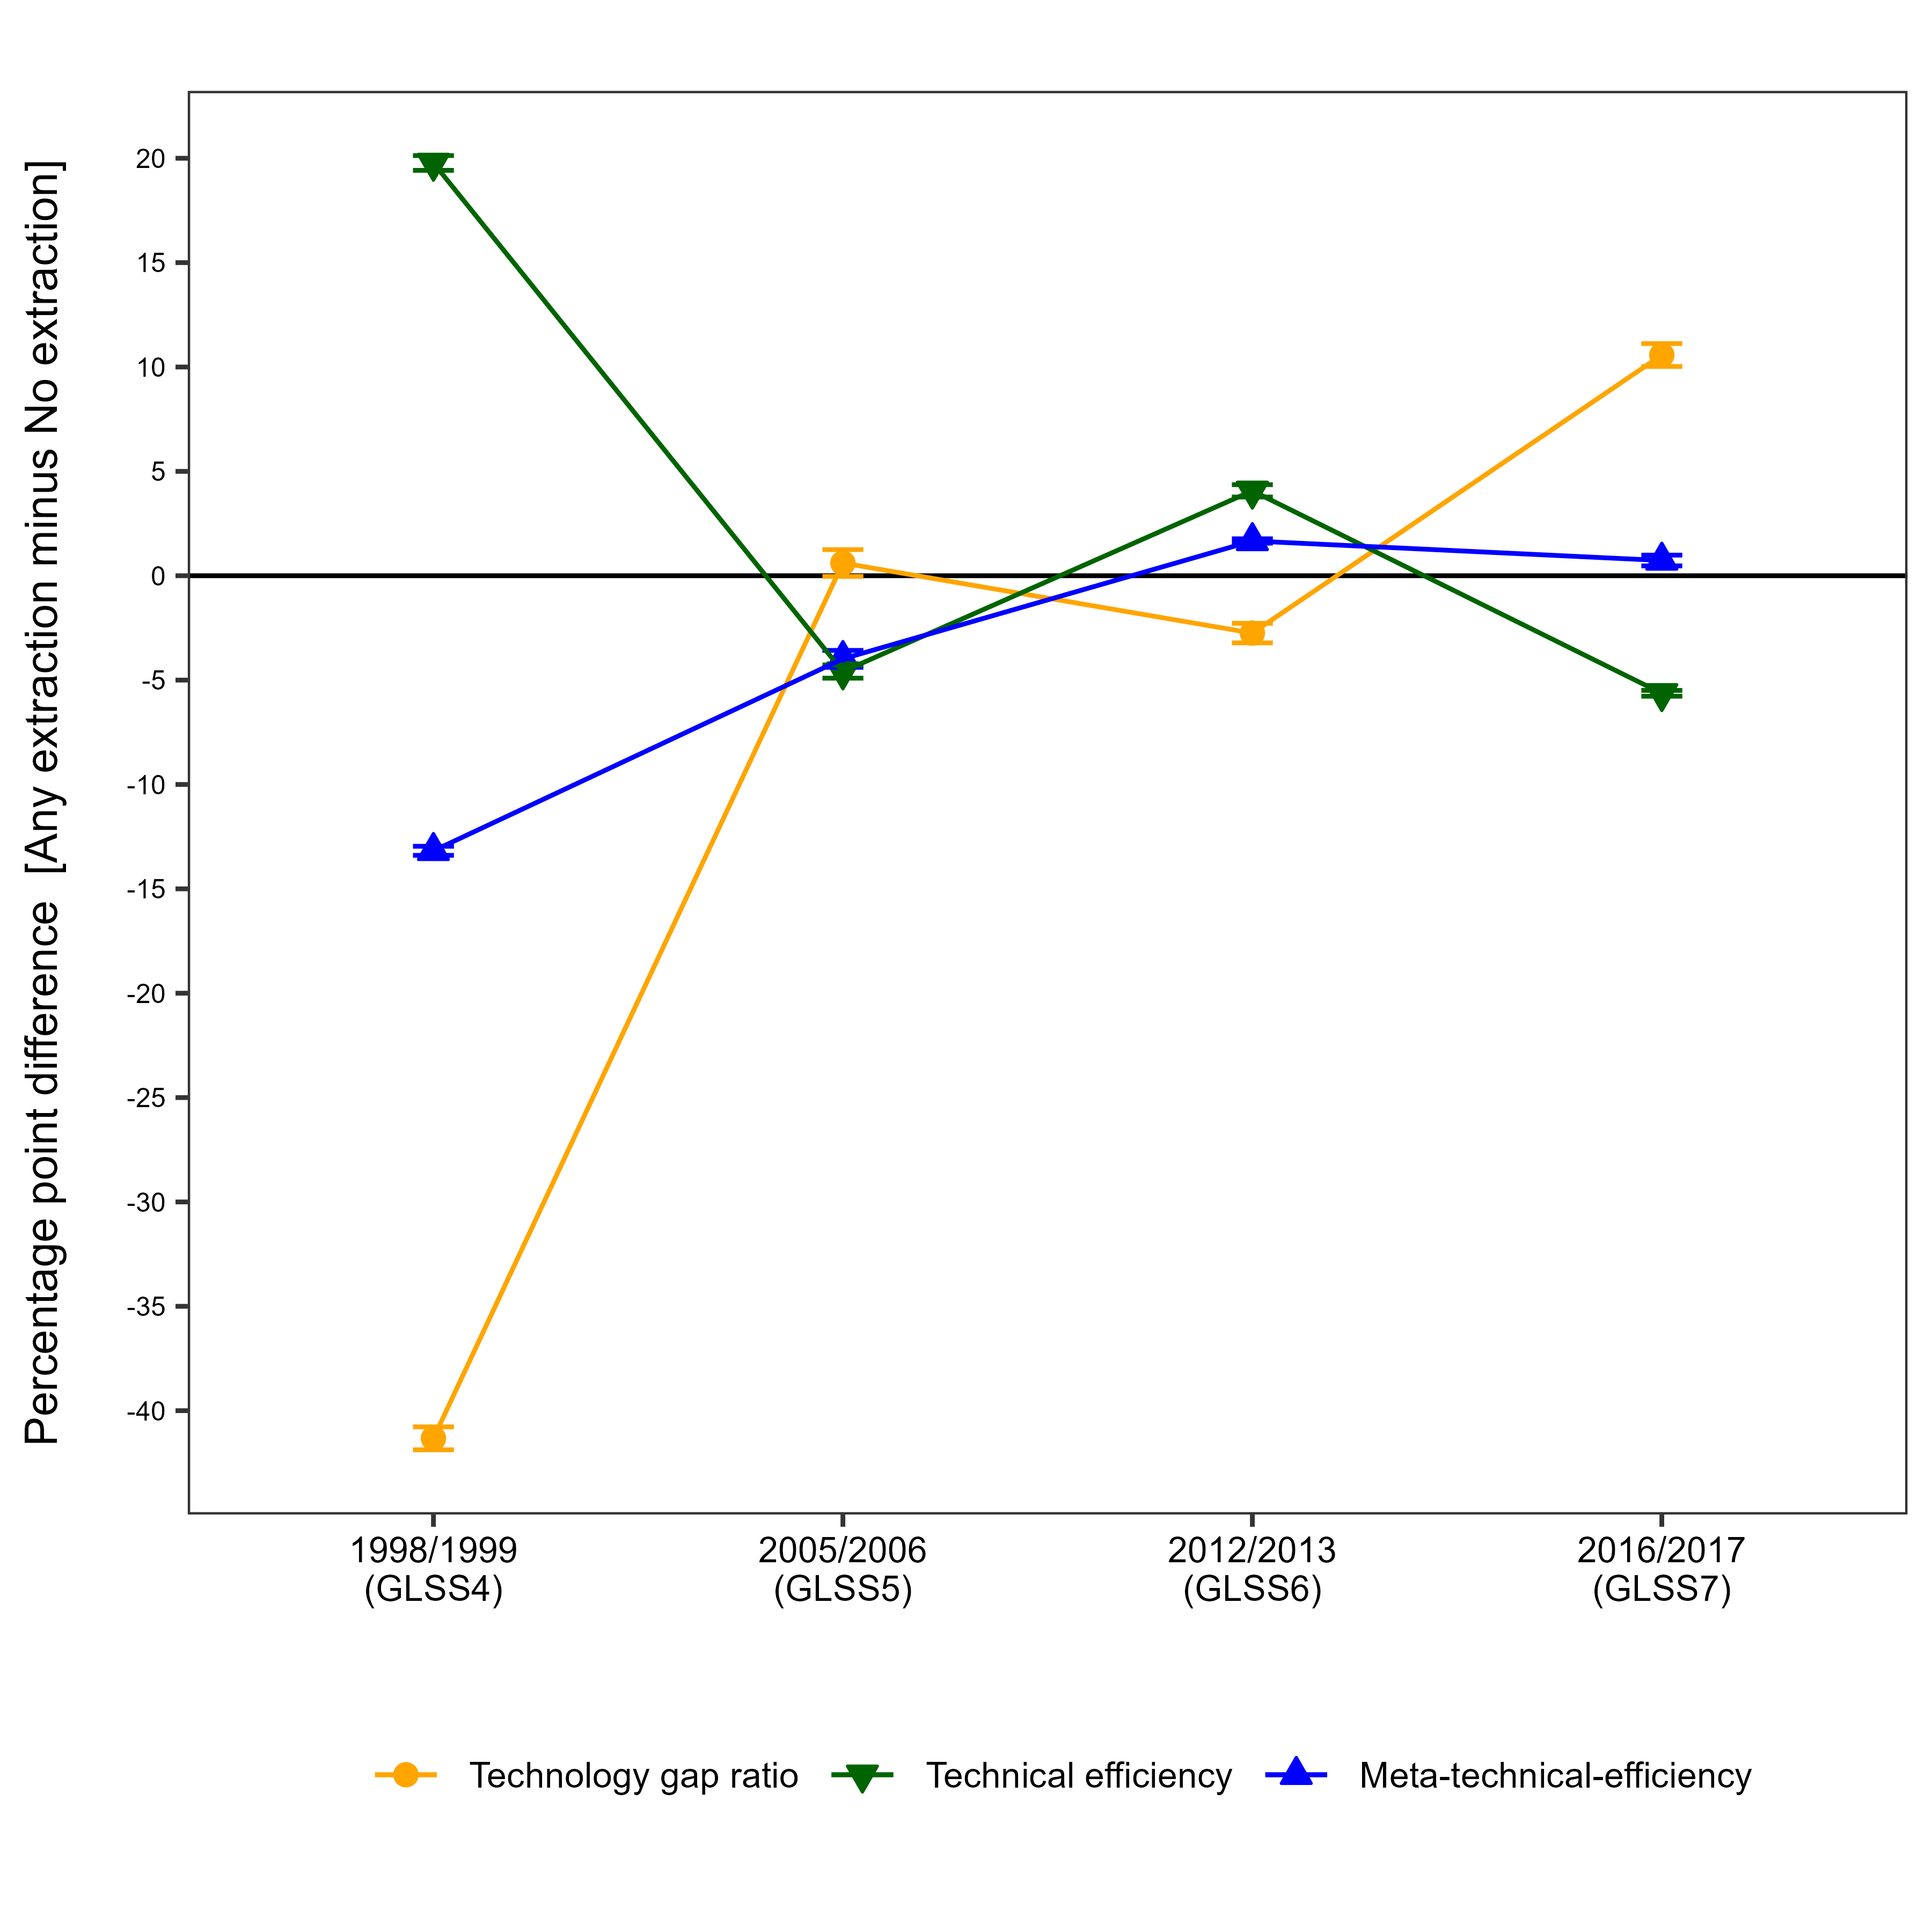 Percentage point difference  [Any extraction minus No extraction]
20
15
10
5
0
-5
-10
-15
-20
-25
-30
-35
-40
1998/1999
(GLSS4)
2005/2006
(GLSS5)
2012/2013
(GLSS6)
2016/2017
(GLSS7)
Technology gap ratio
Technical efficiency
Meta-technical-efficiency